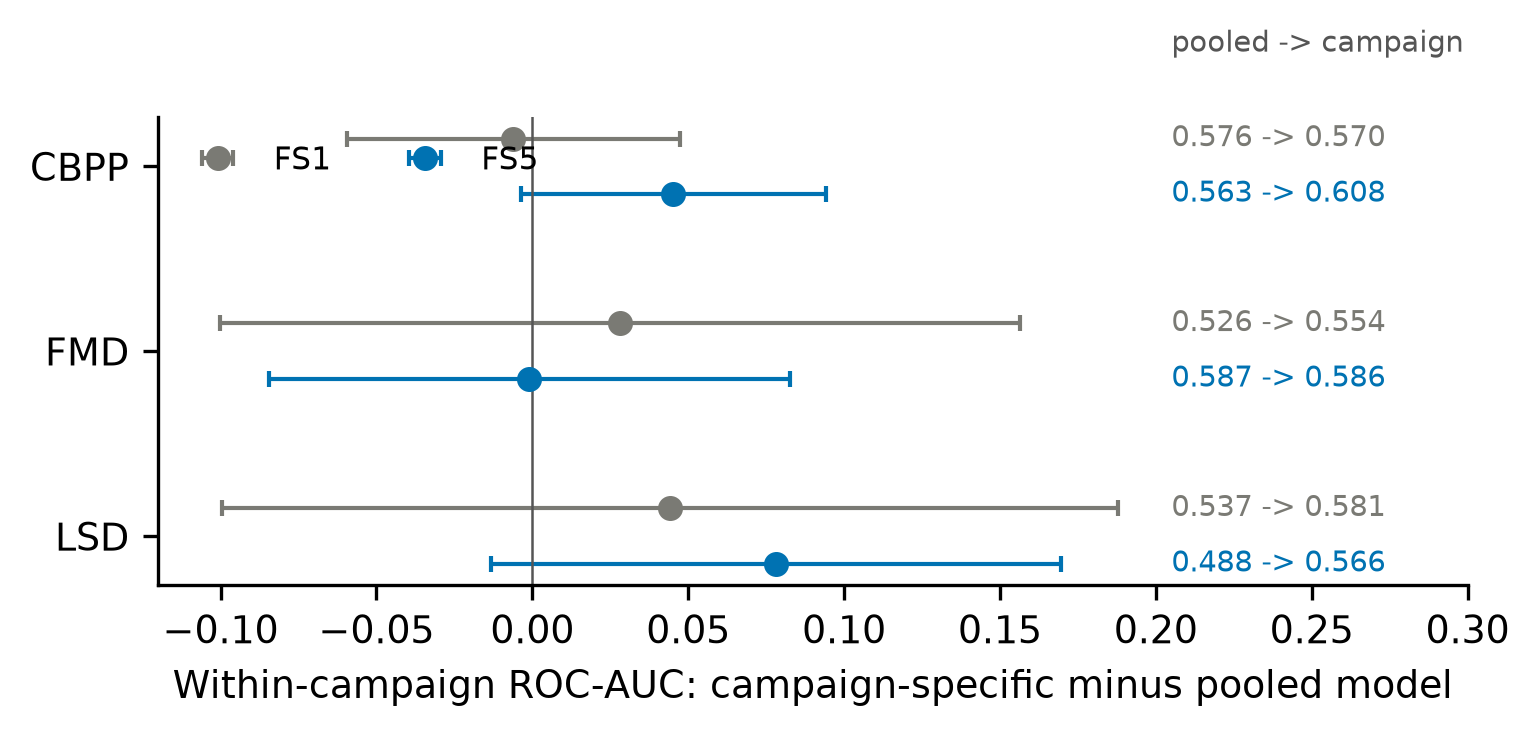 pooled -> campaign
CBPP
FS1
FS5
0.576 -> 0.570
0.563 -> 0.608
FMD
0.526 -> 0.554
0.587 -> 0.586
LSD
0.537 -> 0.581
0.488 -> 0.566
−0.10 −0.05 0.00 0.05 0.10 0.15 0.20 0.25 0.30
Within-campaign ROC-AUC: campaign-specific minus pooled model